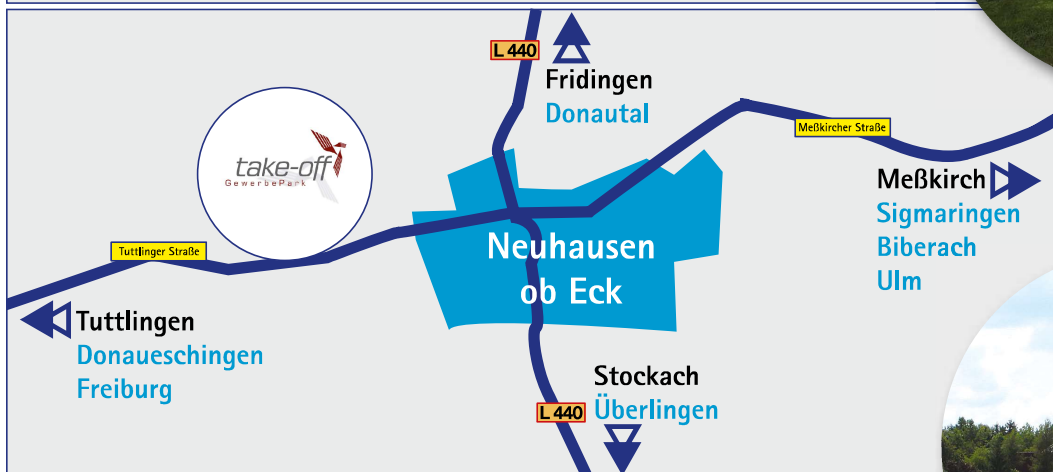 L 440
Fridingen
Donautal
Meßkircher Straße
take-off
GewerbePark
Meßkirch
Sigmaringen
Biberach
Ulm
Neuhausen
ob Eck
Tuttlinger Straße
Tuttlingen
Donaueschingen
Freiburg
Stockach
L 440
Überlingen